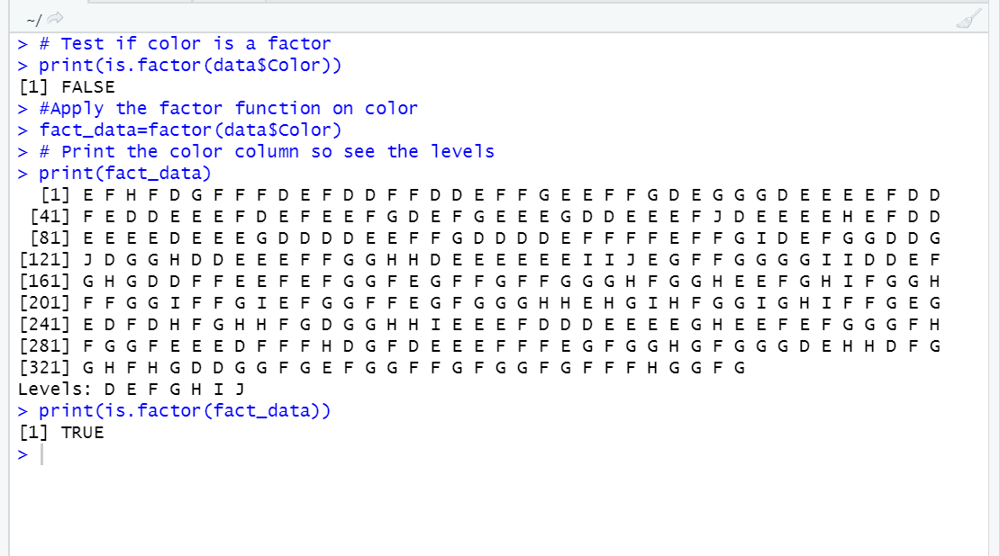 ~/
> # Test if color is a factor
> print(is.factor(data$Color))
[1] FALSE
> #Apply the factor function on color
> fact_data=factor(data$Color)
> # Print the color column so see the levels
> print(fact_data)
[1] E F H F D G F F F D E F D D F F D D E F F G E E F F G D E G G G D E E E E F D D
[41] F E D D E E E F D E F E E F G D E F G E E E G D D E E E F J D E E E E H E F D D
[81] E E E E D E E E G D D D D E E F F G D D D D E F F F F E F F G I D E F G G D D G
[121] J D G G H D D E E E F F G G H H D E E E E E E I I J E G F F G G G G I I D D E F
[161] G H G D D F F E E F E F G G F E G F F G F F G G G H F G G H E E F G H I F G G H
[201] F F G G I F F G I E F G G F F E G F G G G H H E H G I H F G G I G H I F F G E G
[241] E D F D H F G H H F G D G G H H I E E E F D D D E E E E G H E E F E F G G G F H
[281] F G G F E E E D F F F H D G F D E E E F F F E G F G G H G F G G G D E H H D F G
[321] G H F H G D D G G F G E F G G F F G F G G F G F F F H G G F G
Levels: D E F G H I J
> print(is.factor(fact_data))
[1] TRUE
>